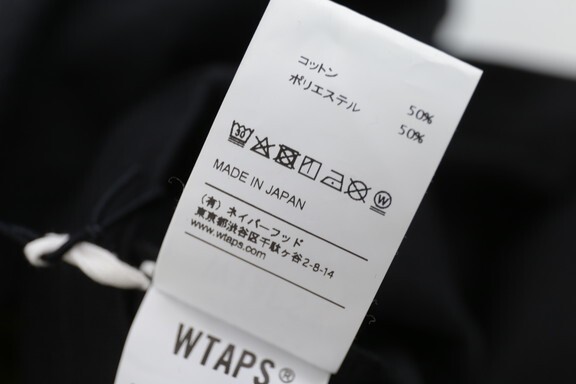 コットン 50%
ポリエステル 50%
30 W
MADE IN JAPAN
(有)ネイバーフッド
東京都渋谷区千駄ヶ谷2-8-14
www.wtaps.com
WTAPS®